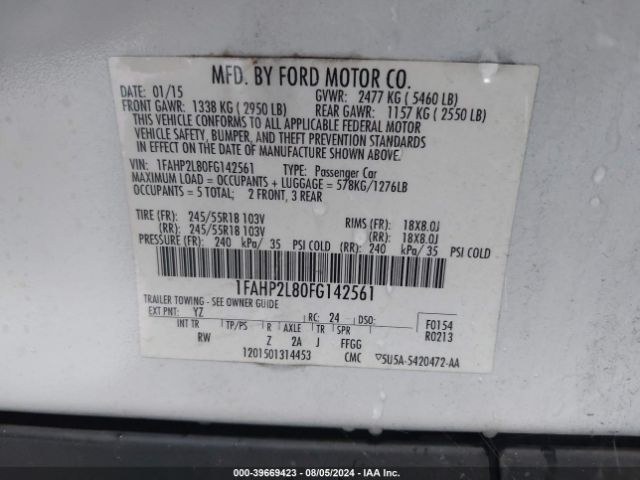 MFD. BY FORD MOTOR CO.
DATE: 01/15 GVWR: 2477 KG ( 5460 LB)
FRONT GAWR: 1338 KG ( 2950 LB) REAR GAWR: 1157 KG ( 2550 LB)
THIS VEHICLE CONFORMS TO ALL APPLICABLE FEDERAL MOTOR
VEHICLE SAFETY, BUMPER, AND THEFT PREVENTION STANDARDS
IN EFFECT ON THE DATE OF MANUFACTURE SHOWN ABOVE.
VIN: 1FAHP2L80FG142561 TYPE: Passenger Car
MAXIMUM LOAD = OCCUPANTS + LUGGAGE = 578KG/1276LB
OCCUPANTS = 5 TOTAL; 2 FRONT, 3 REAR
TIRE (FR): 245/55R18 103V RIMS (FR): 18X8.0J
(RR): 245/55R18 103V (RR): 18X8.0J
PRESSURE (FR): 240 kPa/ 35 PSI COLD (RR): 240 kPa/ 35 PSI COLD
1FAHP2L80FG142561
TRAILER TOWING - SEE OWNER GUIDE
EXT PNT: YZ RC: 24 DSO: F0154
INT TR TP/PS R AXLE TR SPR R0213
RW Z 2A J FFGG
1201501314453 CMC 5U5A-5420472-AA
000-39669423 - 08/05/2024 - IAA Inc.